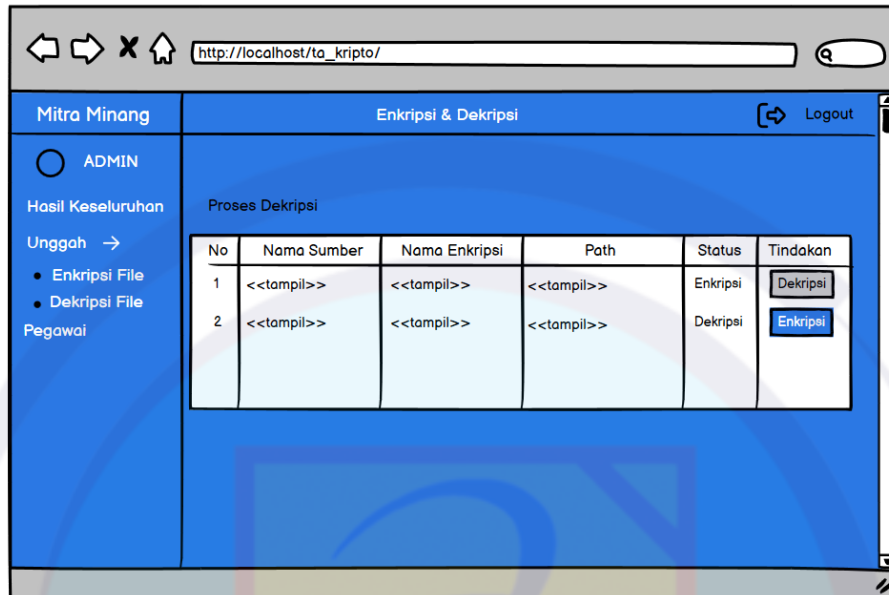 http://localhost/ta_kripto/
Mitra Minang
Enkripsi & Dekripsi
Logout
ADMIN
Hasil Keseluruhan
Unggah →
• Enkripsi File
• Dekripsi File
Pegawai
Proses Dekripsi
No Nama Sumber Nama Enkripsi Path Status Tindakan
1 <<tampil>> <<tampil>> <<tampil>> Enkripsi Dekripsi
2 <<tampil>> <<tampil>> <<tampil>> Dekripsi Enkripsi